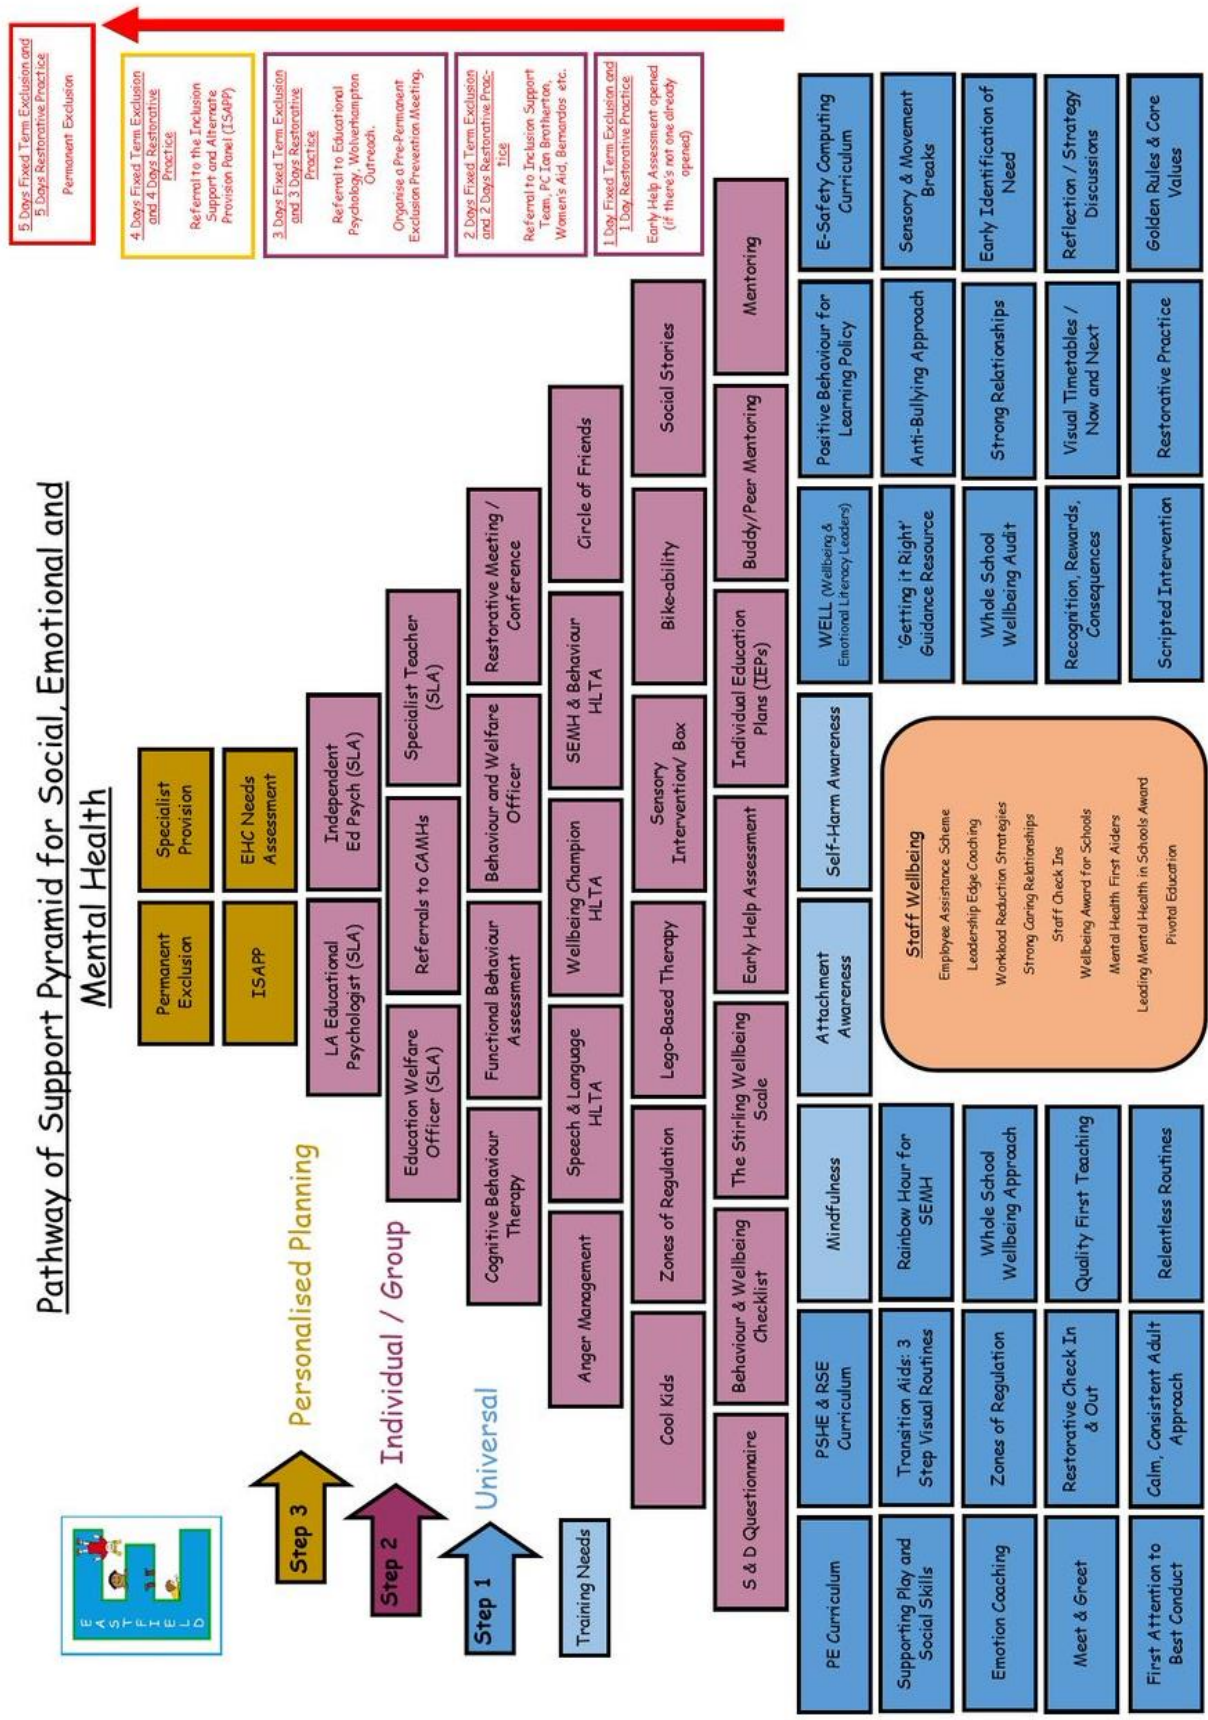 Pathway of Support Pyramid for Social, Emotional and
Mental Health
EASTFIELD
Step 3
Personalised Planning
Step 2
Individual / Group
Step 1
Universal
Training Needs
5 Days Fixed Term Exclusion and
5 Days Restorative Practice
Permanent Exclusion
4 Days Fixed Term Exclusion
and 4 Days Restorative
Practice
Referral to the Inclusion
Support and Alternate
Provision Panel (ISAPP)
3 Days Fixed Term Exclusion
and 3 Days Restorative
Practice
Referral to Educational
Psychology, Wolverhampton
Outreach.
Organise a Pre-Permanent
Exclusion Prevention Meeting.
2 Days Fixed Term Exclusion
and 2 Days Restorative Prac-
tice
Referral to Inclusion Support
Team, PC Ian Brotherton,
Women's Aid, Bernardos etc.
1 Day Fixed Term Exclusion and
1 Day Restorative Practice
Early Help Assessment opened
(if there's not one already
opened)
Permanent
Exclusion
Specialist
Provision
ISAPP
EHC Needs
Assessment
LA Educational
Psychologist (SLA)
Independent
Ed Psych (SLA)
Education Welfare
Officer (SLA)
Referrals to CAMHs
Specialist Teacher
(SLA)
Cognitive Behaviour
Therapy
Functional Behaviour
Assessment
Behaviour and Welfare
Officer
Restorative Meeting /
Conference
Anger Management
Speech & Language
HLTA
Wellbeing Champion
HLTA
SEMH & Behaviour
HLTA
Circle of Friends
Cool Kids
Zones of Regulation
Lego-Based Therapy
Sensory
Intervention/ Box
Bike-ability
Social Stories
S & D Questionnaire
Behaviour & Wellbeing
Checklist
The Stirling Wellbeing
Scale
Early Help Assessment
Individual Education
Plans (IEPs)
Buddy/Peer Mentoring
Mentoring
PE Curriculum
PSHE & RSE
Curriculum
Mindfulness
Attachment
Awareness
Self-Harm Awareness
WELL (Wellbeing &
Emotional Literacy Leaders)
Positive Behaviour for
Learning Policy
E-Safety Computing
Curriculum
Supporting Play and
Social Skills
Transition Aids: 3
Step Visual Routines
Rainbow Hour for
SEMH
'Getting it Right'
Guidance Resource
Anti-Bullying Approach
Sensory & Movement
Breaks
Emotion Coaching
Zones of Regulation
Whole School
Wellbeing Approach
Whole School
Wellbeing Audit
Strong Relationships
Early Identification of
Need
Meet & Greet
Restorative Check In
& Out
Quality First Teaching
Recognition, Rewards,
Consequences
Visual Timetables /
Now and Next
Reflection / Strategy
Discussions
First Attention to
Best Conduct
Calm, Consistent Adult
Approach
Relentless Routines
Scripted Intervention
Restorative Practice
Golden Rules & Core
Values
Staff Wellbeing
Employee Assistance Scheme
Leadership Edge Coaching
Workload Reduction Strategies
Strong Caring Relationships
Staff Check Ins
Wellbeing Award for Schools
Mental Health First Aiders
Leading Mental Health in Schools Award
Pivotal Education